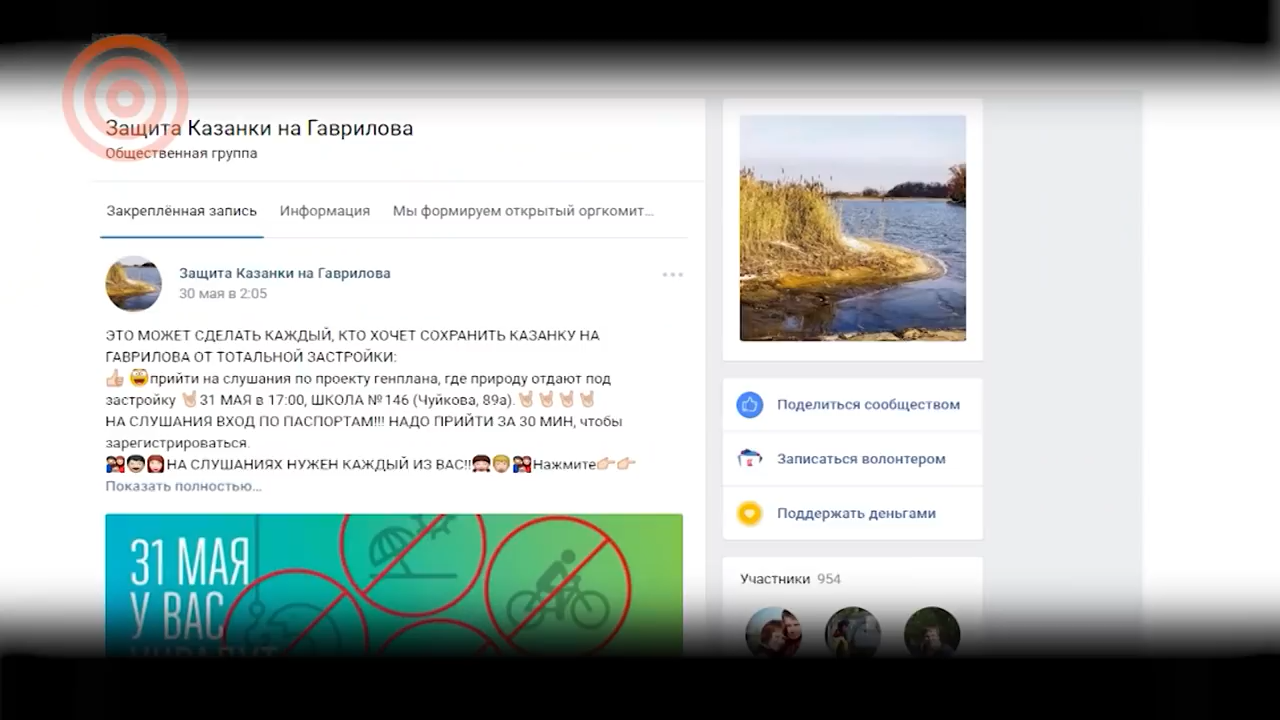 Защита Казанки на Гаврилова
Общественная группа
Закреплённая запись Информация Мы формируем открытый оргкомит...
Защита Казанки на Гаврилова
30 мая в 2:05
ЭТО МОЖЕТ СДЕЛАТЬ КАЖДЫЙ, КТО ХОЧЕТ СОХРАНИТЬ КАЗАНКУ НА
ГАВРИЛОВА ОТ ТОТАЛЬНОЙ ЗАСТРОЙКИ:
👍 😄прийти на слушания по проекту генплана, где природу отдают под
застройку 🤘31 МАЯ в 17:00, ШКОЛА №146 (Чуйкова, 89а).🤘🤘🤘🤘
НА СЛУШАНИЯ ВХОД ПО ПАСПОРТАМ!!! НАДО ПРИЙТИ ЗА 30 МИН, чтобы
зарегистрироваться.
НА СЛУШАНИЯХ НУЖЕН КАЖДЫЙ ИЗ ВАС!!Нажмите👉👉
Показать полностью...
31 МАЯ
У ВАС
УКРАДУТ
Поделиться сообществом
Записаться волонтером
Поддержать деньгами
Участники 954